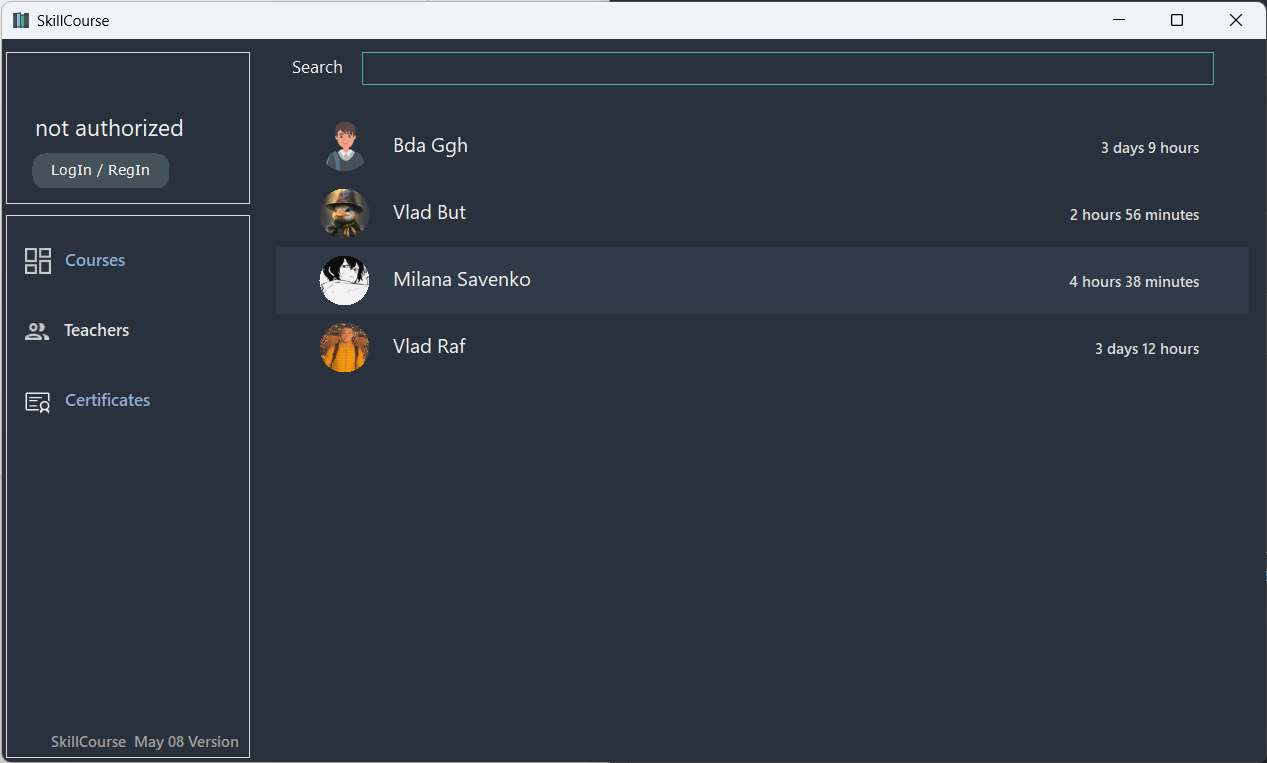 SkillCourse
not authorized
LogIn / RegIn
Courses
Teachers
Certificates
SkillCourse May 08 Version
Search
Bda Ggh 3 days 9 hours
Vlad But 2 hours 56 minutes
Milana Savenko 4 hours 38 minutes
Vlad Raf 3 days 12 hours